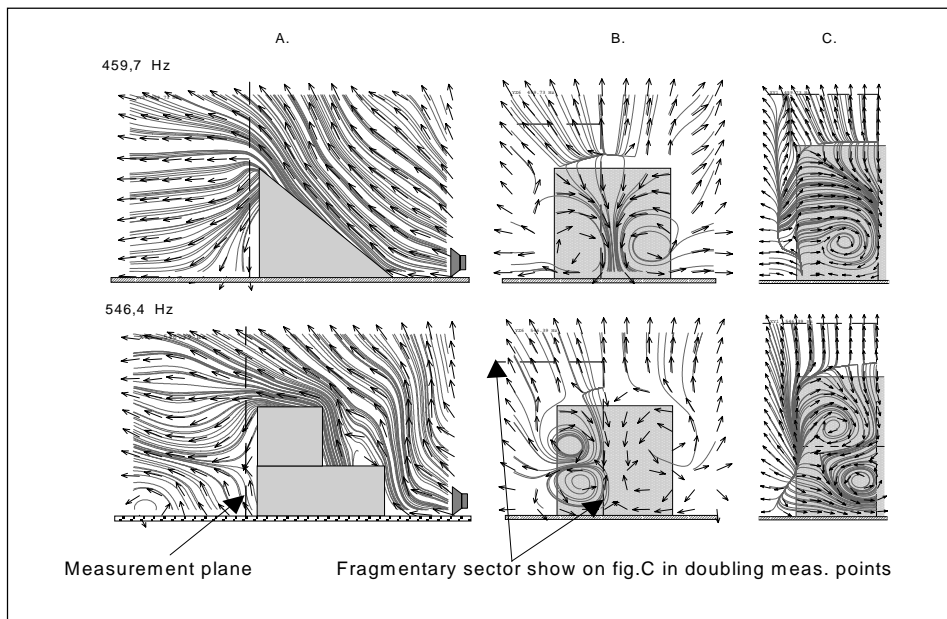 A.
B.
C.
459,7 Hz
546,4 Hz
Measurement plane
Fragmentary sector show on fig.C in doubling meas. points